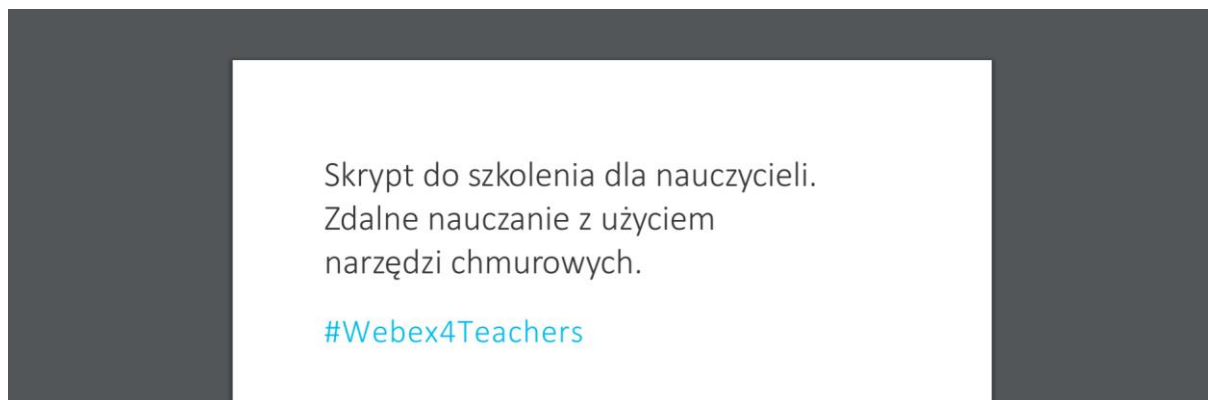 Skrypt do szkolenia dla nauczycieli.
Zdalne nauczanie z użyciem
narzędzi chmurowych.
#Webex4Teachers